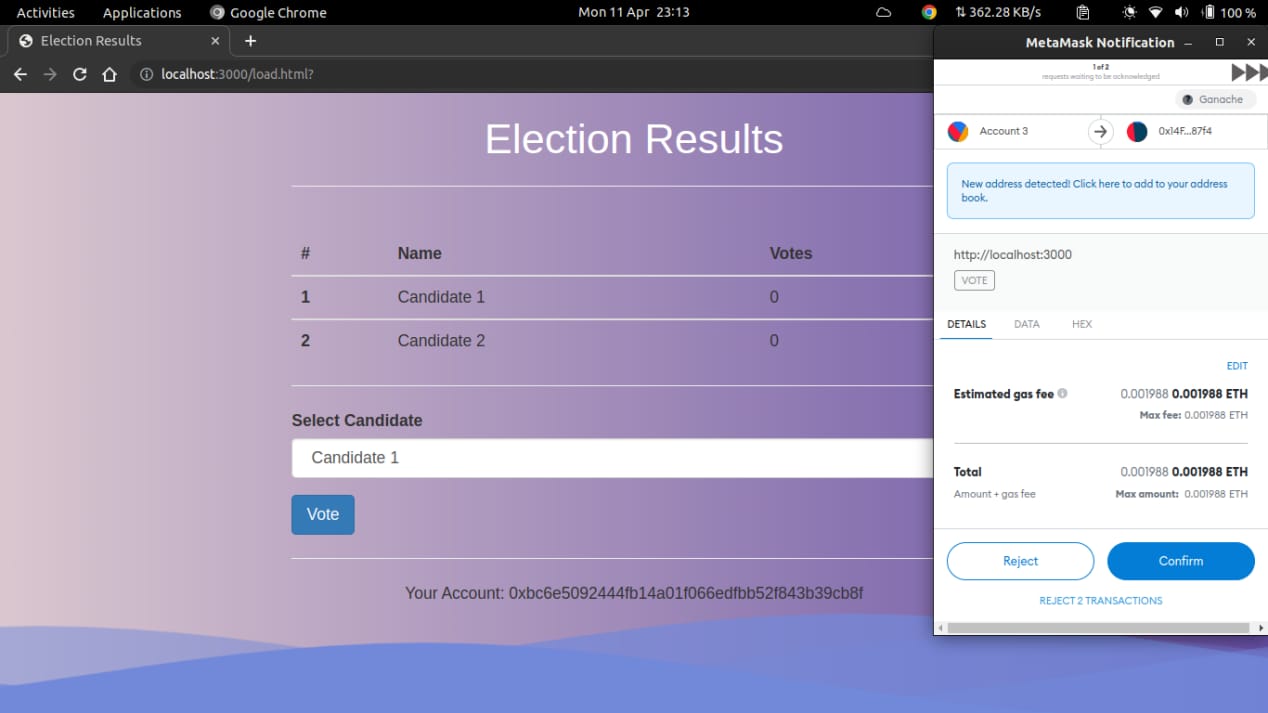 Activities Applications Google Chrome Mon 11 Apr 23:13 362.28 KB/s 100 %
Election Results
localhost:3000/load.html?
Election Results
# Name Votes
1 Candidate 1 0
2 Candidate 2 0
Select Candidate
Candidate 1
Vote
Your Account: 0xbc6e5092444fb14a01f066edfbb52f843b39cb8f
MetaMask Notification
1 of 2
requests waiting to be acknowledged
Ganache
Account 3 0x14F...87f4
New address detected! Click here to add to your address
book.
http://localhost:3000
VOTE
DETAILS DATA HEX
EDIT
Estimated gas fee 0.001988 0.001988 ETH
Max fee: 0.001988 ETH
Total 0.001988 0.001988 ETH
Amount + gas fee Max amount: 0.001988 ETH
Reject Confirm
REJECT 2 TRANSACTIONS